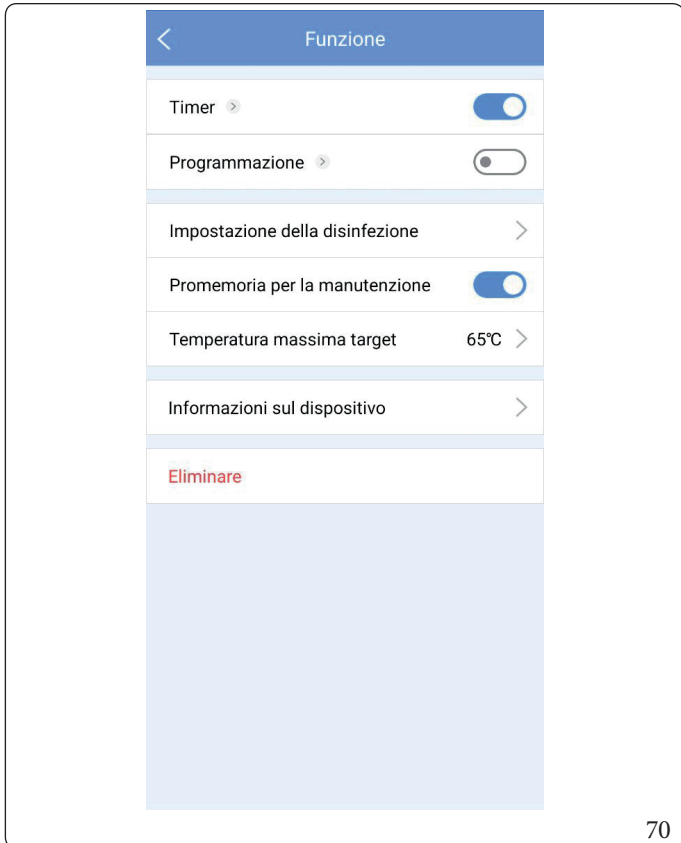 Funzione
Timer
Programmazione
Impostazione della disinfezione
Promemoria per la manutenzione
Temperatura massima target 65℃
Informazioni sul dispositivo
Eliminare
70